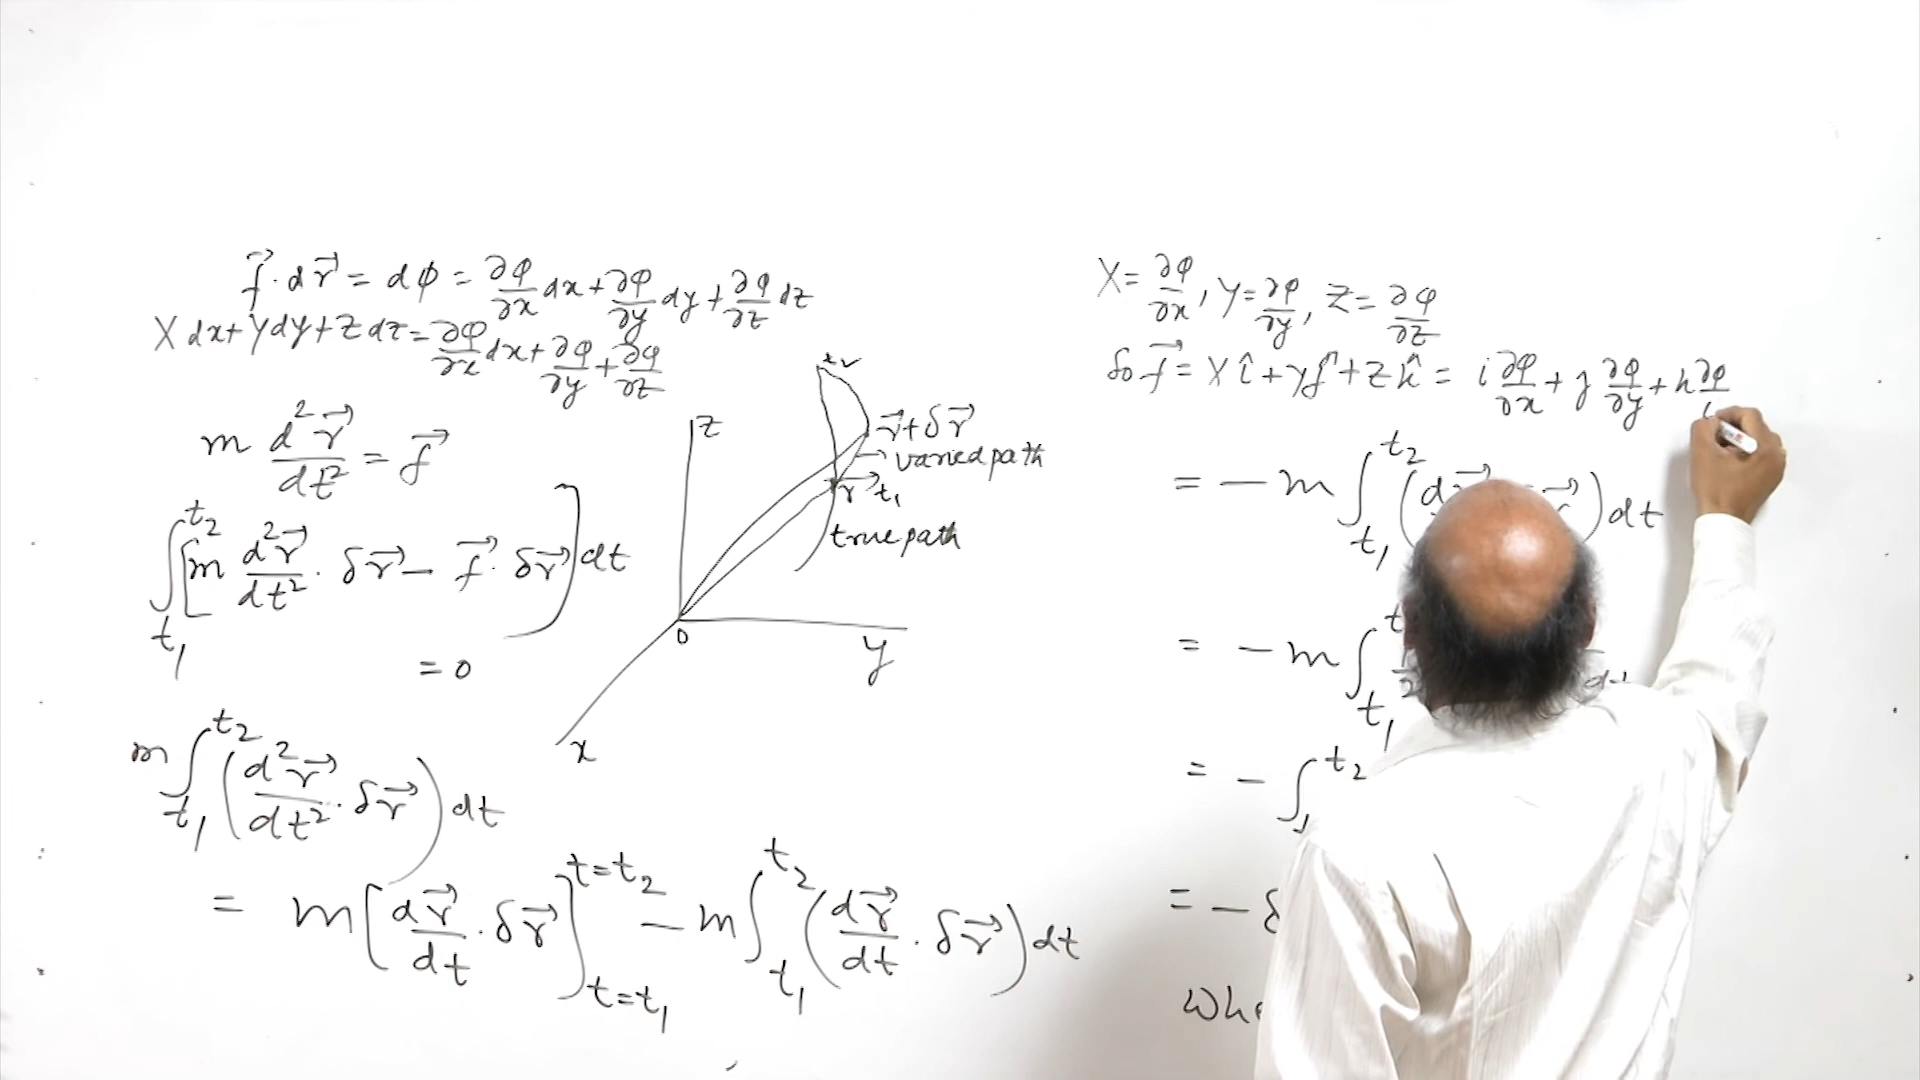 f⃗ · d r⃗ = dφ = ∂φ/∂x dx + ∂φ/∂y dy + ∂φ/∂z dz
X dx + Y dy + Z dz = ∂φ/∂x dx + ∂φ/∂y + ∂φ/∂z
m d²r⃗/dt² = f⃗
∫_{t₁}^{t₂} [m d²r⃗/dt² · δr⃗ − f⃗ · δr⃗] dt
= 0
m ∫_{t₁}^{t₂} (d²r⃗/dt² · δr⃗) dt
= m [dr⃗/dt · δr⃗]_{t=t₁}^{t=t₂} − m ∫_{t₁}^{t₂} (dr⃗/dt · δr⃗) dt
z
r⃗ + δr⃗
varied path
r⃗ t₁
true path
0
y
x
X = ∂φ/∂x, Y = ∂φ/∂y, Z = ∂φ/∂z
So f⃗ = X î + Y ĵ + Z k̂ = i ∂φ/∂x + j ∂φ/∂y + k ∂φ/
= − m ∫_{t₁}^{t₂} (d ) dt
= − m ∫_{t₁}
= − ∫^{t₂}
= − δ